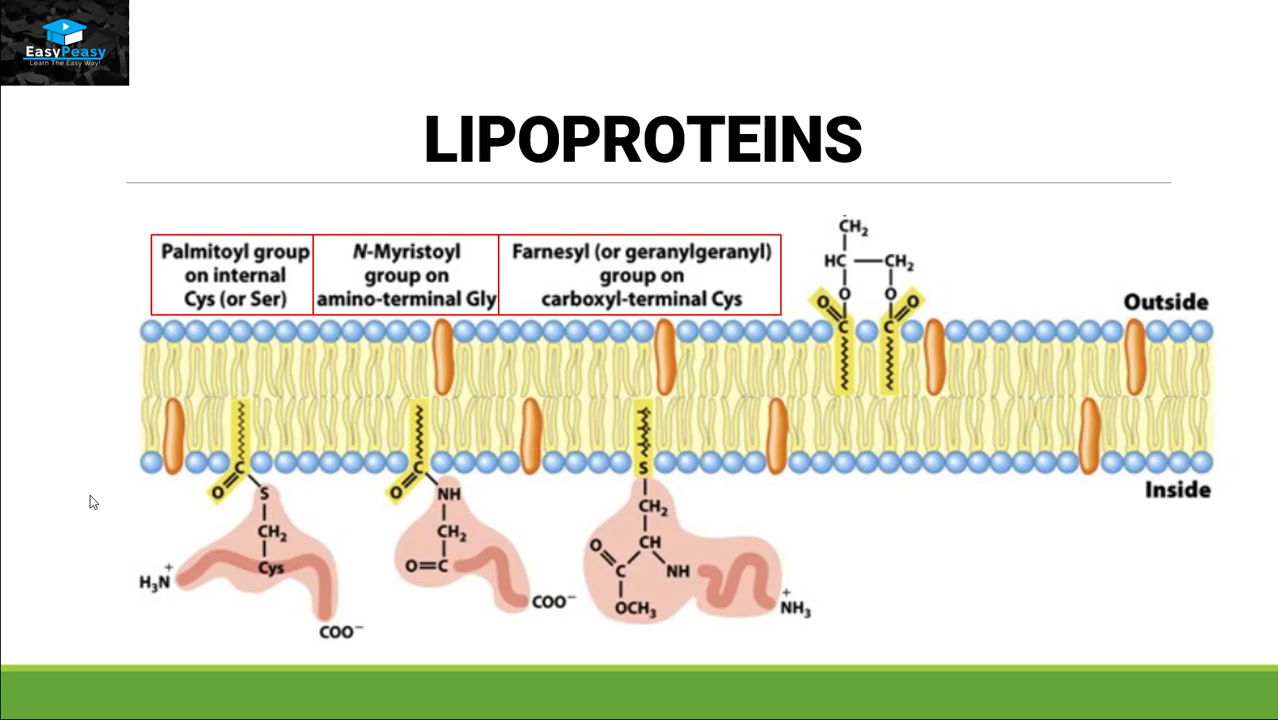 EasyPeasy
Learn The Easy Way!
LIPOPROTEINS
Palmitoyl group
on internal
Cys (or Ser)
N-Myristoyl
group on
amino-terminal Gly
Farnesyl (or geranylgeranyl)
group on
carboxyl-terminal Cys
CH₂
HC
CH₂
O
O
O
O
C
C
Outside
C
C
S
O
O
Inside
S
NH
CH₂
CH₂
CH₂
O
CH
Cys
O=C
C
NH
H₃N⁺
COO⁻
OCH₃
⁺NH₃
COO⁻